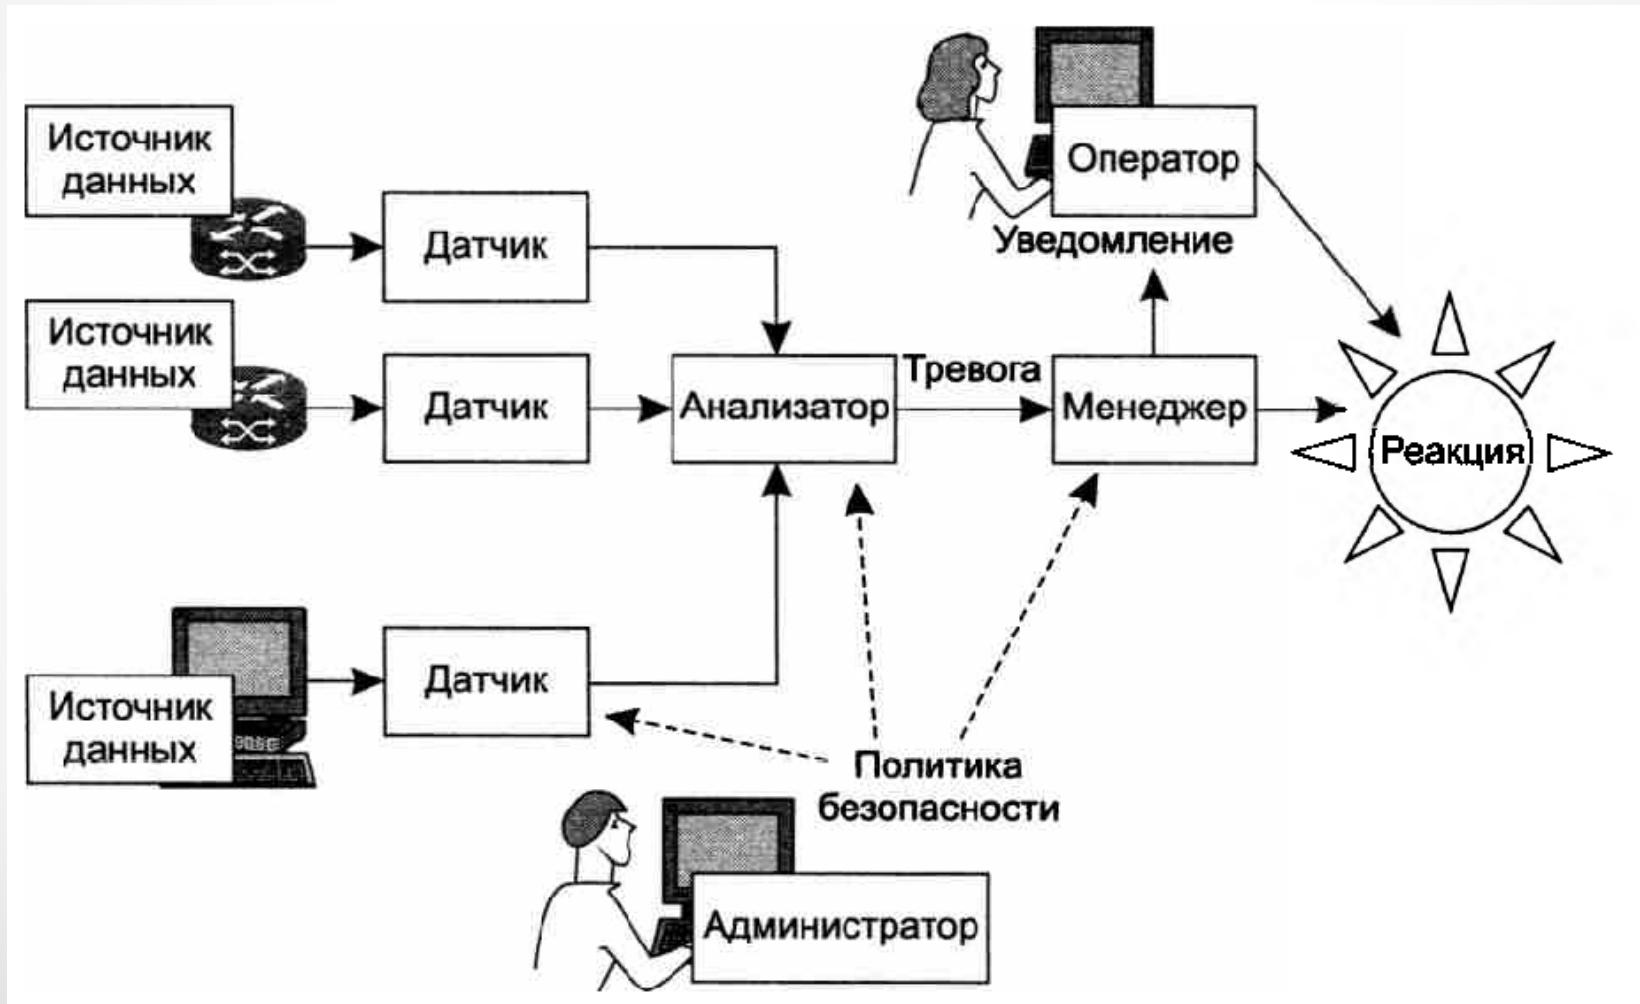 Источник
данных
Датчик
Источник
данных
Датчик
Источник
данных
Датчик
Анализатор
Тревога
Менеджер
Оператор
Уведомление
Реакция
Политика
безопасности
Администратор